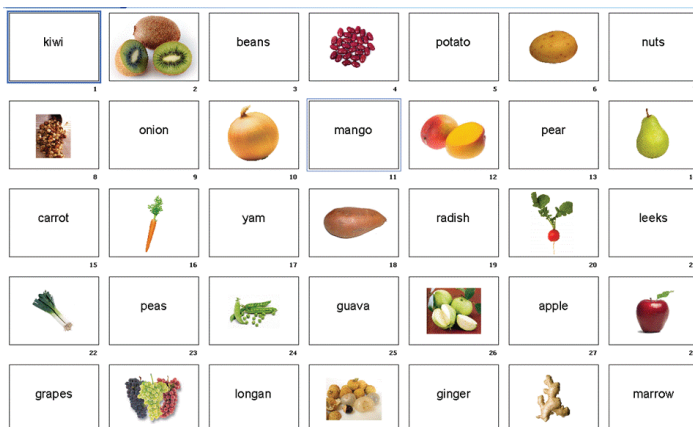 kiwi beans potato nuts
1 2 3 4 5 6
onion mango pear
8 9 10 11 12 13
carrot yam radish leeks
15 16 17 18 19 20
peas guava apple
22 23 24 25 26 27
grapes longan ginger marrow